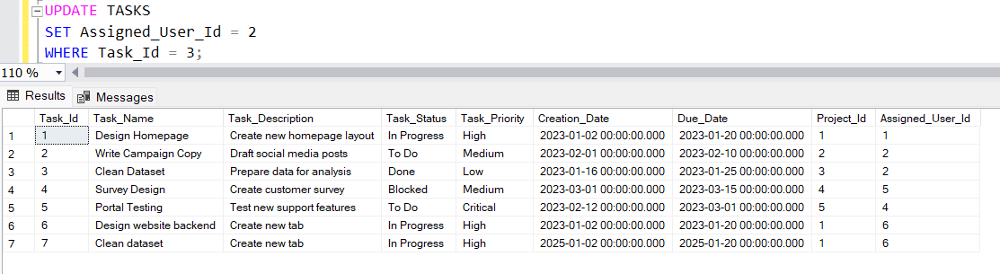 UPDATE TASKS
SET Assigned_User_Id = 2
WHERE Task_Id = 3;
110 %
Results Messages
Task_Id Task_Name Task_Description Task_Status Task_Priority Creation_Date Due_Date Project_Id Assigned_User_Id
1 1 Design Homepage Create new homepage layout In Progress High 2023-01-02 00:00:00.000 2023-01-20 00:00:00.000 1 1
2 2 Write Campaign Copy Draft social media posts To Do Medium 2023-02-01 00:00:00.000 2023-02-10 00:00:00.000 2 2
3 3 Clean Dataset Prepare data for analysis Done Low 2023-01-16 00:00:00.000 2023-01-25 00:00:00.000 3 2
4 4 Survey Design Create customer survey Blocked Medium 2023-03-01 00:00:00.000 2023-03-15 00:00:00.000 4 5
5 5 Portal Testing Test new support features To Do Critical 2023-02-12 00:00:00.000 2023-03-01 00:00:00.000 5 4
6 6 Design website backend Create new tab In Progress High 2023-01-02 00:00:00.000 2023-01-20 00:00:00.000 1 6
7 7 Clean dataset Create new tab In Progress High 2025-01-02 00:00:00.000 2025-01-20 00:00:00.000 1 6